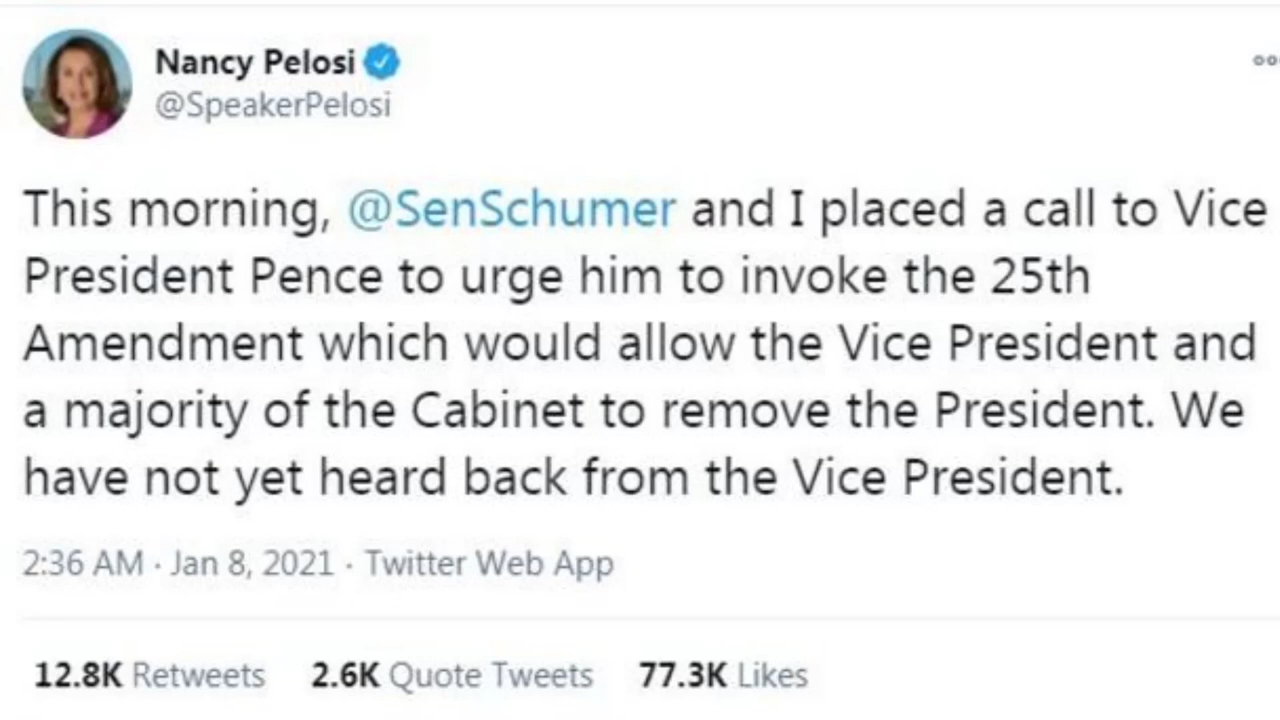 Nancy Pelosi
@SpeakerPelosi
This morning, @SenSchumer and I placed a call to Vice
President Pence to urge him to invoke the 25th
Amendment which would allow the Vice President and
a majority of the Cabinet to remove the President. We
have not yet heard back from the Vice President.
2:36 AM · Jan 8, 2021 · Twitter Web App
12.8K Retweets 2.6K Quote Tweets 77.3K Likes